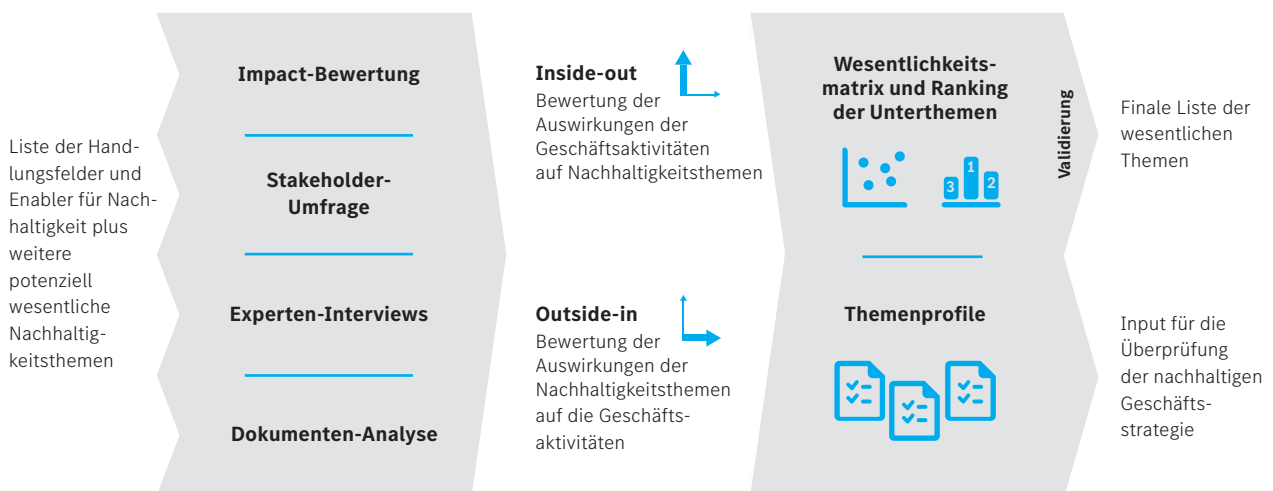 Liste der Hand-
lungsfelder und
Enabler für Nach-
haltigkeit plus
weitere
potenziell
wesentliche
Nachhaltig-
keitsthemen
Impact-Bewertung
Stakeholder-
Umfrage
Experten-Interviews
Dokumenten-Analyse
Inside-out
Bewertung der
Auswirkungen der
Geschäftsaktivitäten
auf Nachhaltigkeitsthemen
Outside-in
Bewertung der
Auswirkungen der
Nachhaltigkeitsthemen
auf die Geschäfts-
aktivitäten
Wesentlichkeits-
matrix und Ranking
der Unterthemen
3 1 2
Themenprofile
Validierung
Finale Liste der
wesentlichen
Themen
Input für die
Überprüfung
der nachhaltigen
Geschäfts-
strategie